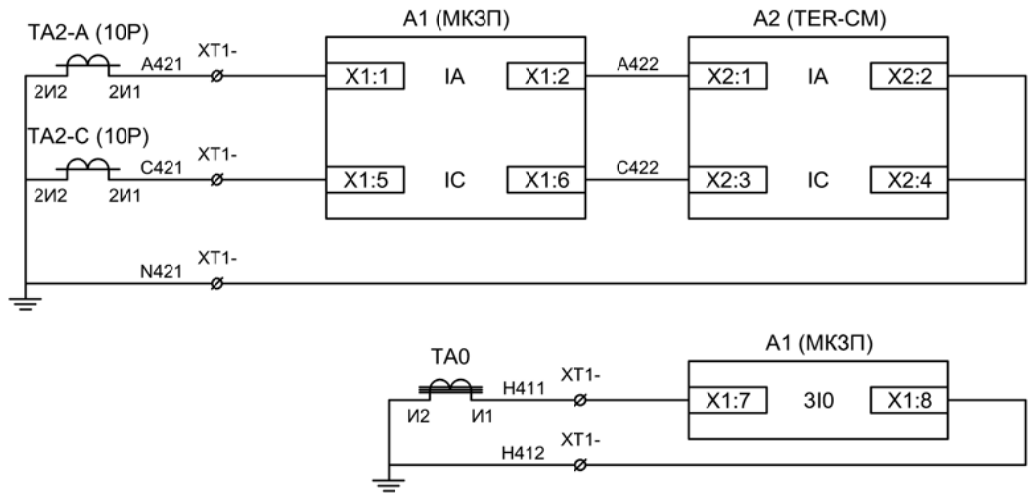 TA2-A (10P)
A421
XT1-
2И2
2И1
A1 (МКЗП)
X1:1
IA
X1:2
A422
A2 (TER-CM)
X2:1
IA
X2:2
TA2-C (10P)
C421
XT1-
2И2
2И1
X1:5
IC
X1:6
C422
X2:3
IC
X2:4
N421
XT1-
TA0
H411
XT1-
И2
И1
A1 (МКЗП)
X1:7
3I0
X1:8
H412
XT1-